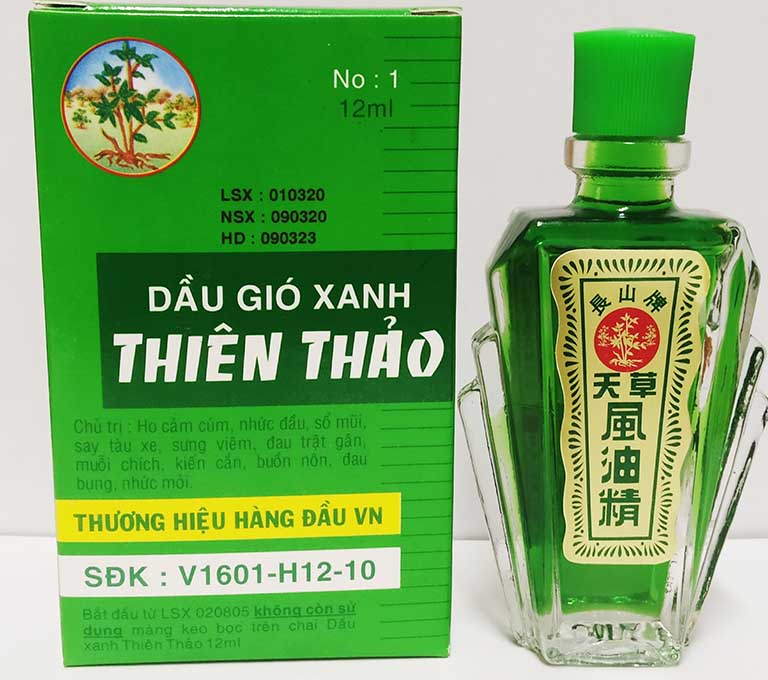 No : 1
12ml
LSX : 010320
NSX : 090320
HD : 090323
DẦU GIÓ XANH
THIÊN THẢO
Chủ trị : Ho cảm cúm, nhức đầu, sổ mũi,
say tàu xe, sưng viêm, đau trật gân,
muỗi chích, kiến cắn, buồn nôn, đau
bụng, nhức mỏi.
THƯƠNG HIỆU HÀNG ĐẦU VN
SĐK : V1601-H12-10
Bắt đầu từ LSX 020805 không còn sử
dụng màng keo bọc trên chai Dầu
xanh Thiên Thảo 12ml
長山牌
天草
風油精